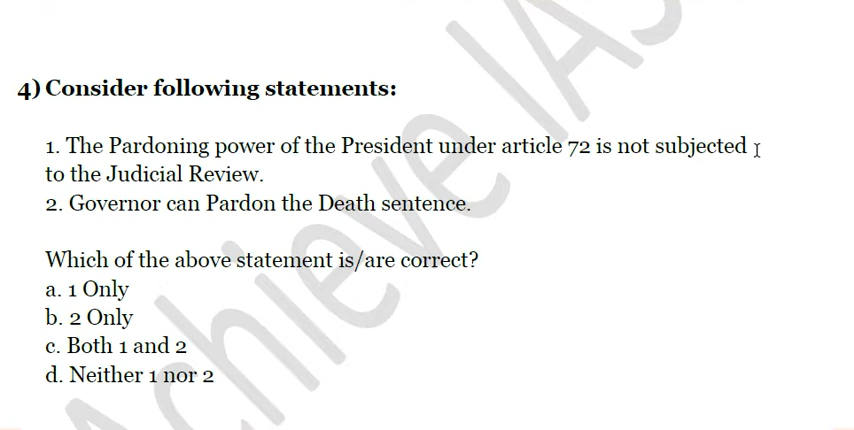 4) Consider following statements:
1. The Pardoning power of the President under article 72 is not subjected
to the Judicial Review.
2. Governor can Pardon the Death sentence.
Which of the above statement is/are correct?
a. 1 Only
b. 2 Only
c. Both 1 and 2
d. Neither 1 nor 2
Achieve IAS